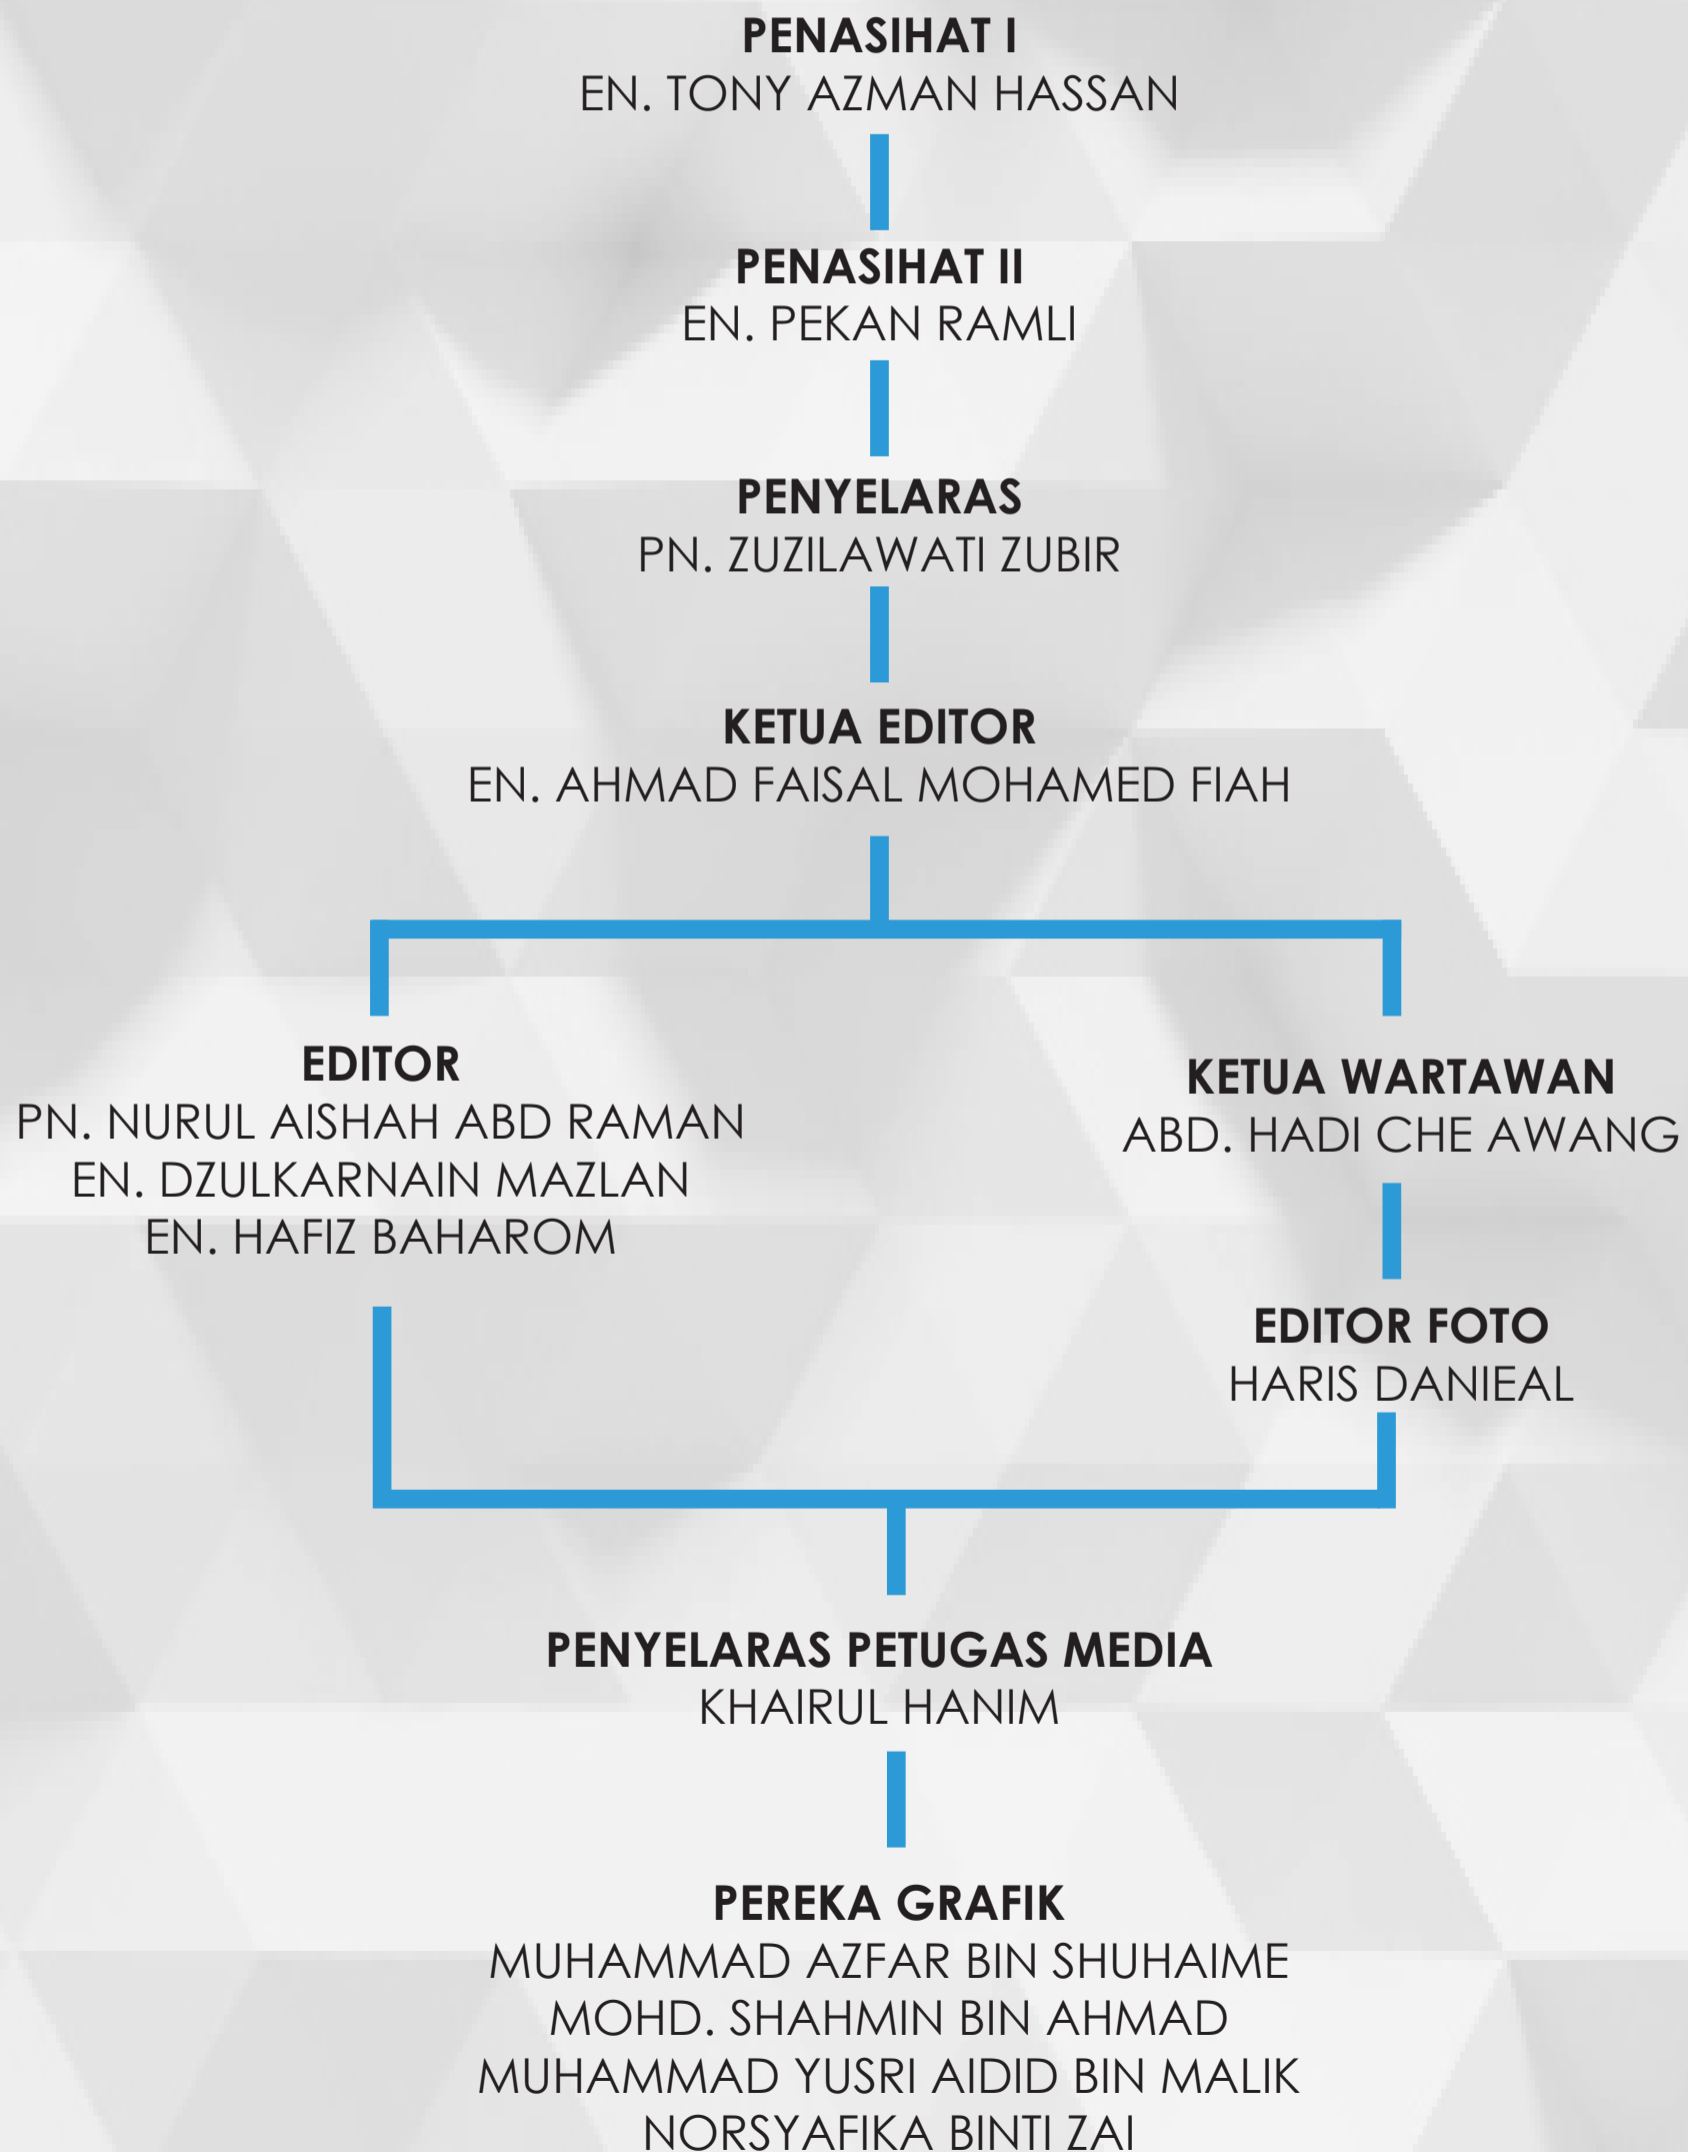 PENASIHAT I
EN. TONY AZMAN HASSAN
PENASIHAT II
EN. PEKAN RAMLI
PENYELARAS
PN. ZUZILAWATI ZUBIR
KETUA EDITOR
EN. AHMAD FAISAL MOHAMED FIAH
EDITOR
PN. NURUL AISHAH ABD RAMAN
EN. DZULKARNAIN MAZLAN
EN. HAFIZ BAHAROM
KETUA WARTAWAN
ABD. HADI CHE AWANG
EDITOR FOTO
HARIS DANIEAL
PENYELARAS PETUGAS MEDIA
KHAIRUL HANIM
PEREKA GRAFIK
MUHAMMAD AZFAR BIN SHUHAIME
MOHD. SHAHMIN BIN AHMAD
MUHAMMAD YUSRI AIDID BIN MALIK
NORSYAFIKA BINTI ZAI